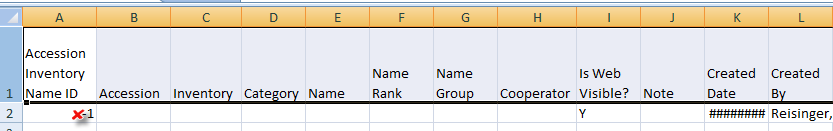 A B C D E F G H I J K L
1 Accession Inventory Name ID Accession Inventory Category Name Name Rank Name Group Cooperator Is Web Visible? Note Created Date Created By
2 -1 Y ######## Reisinger,